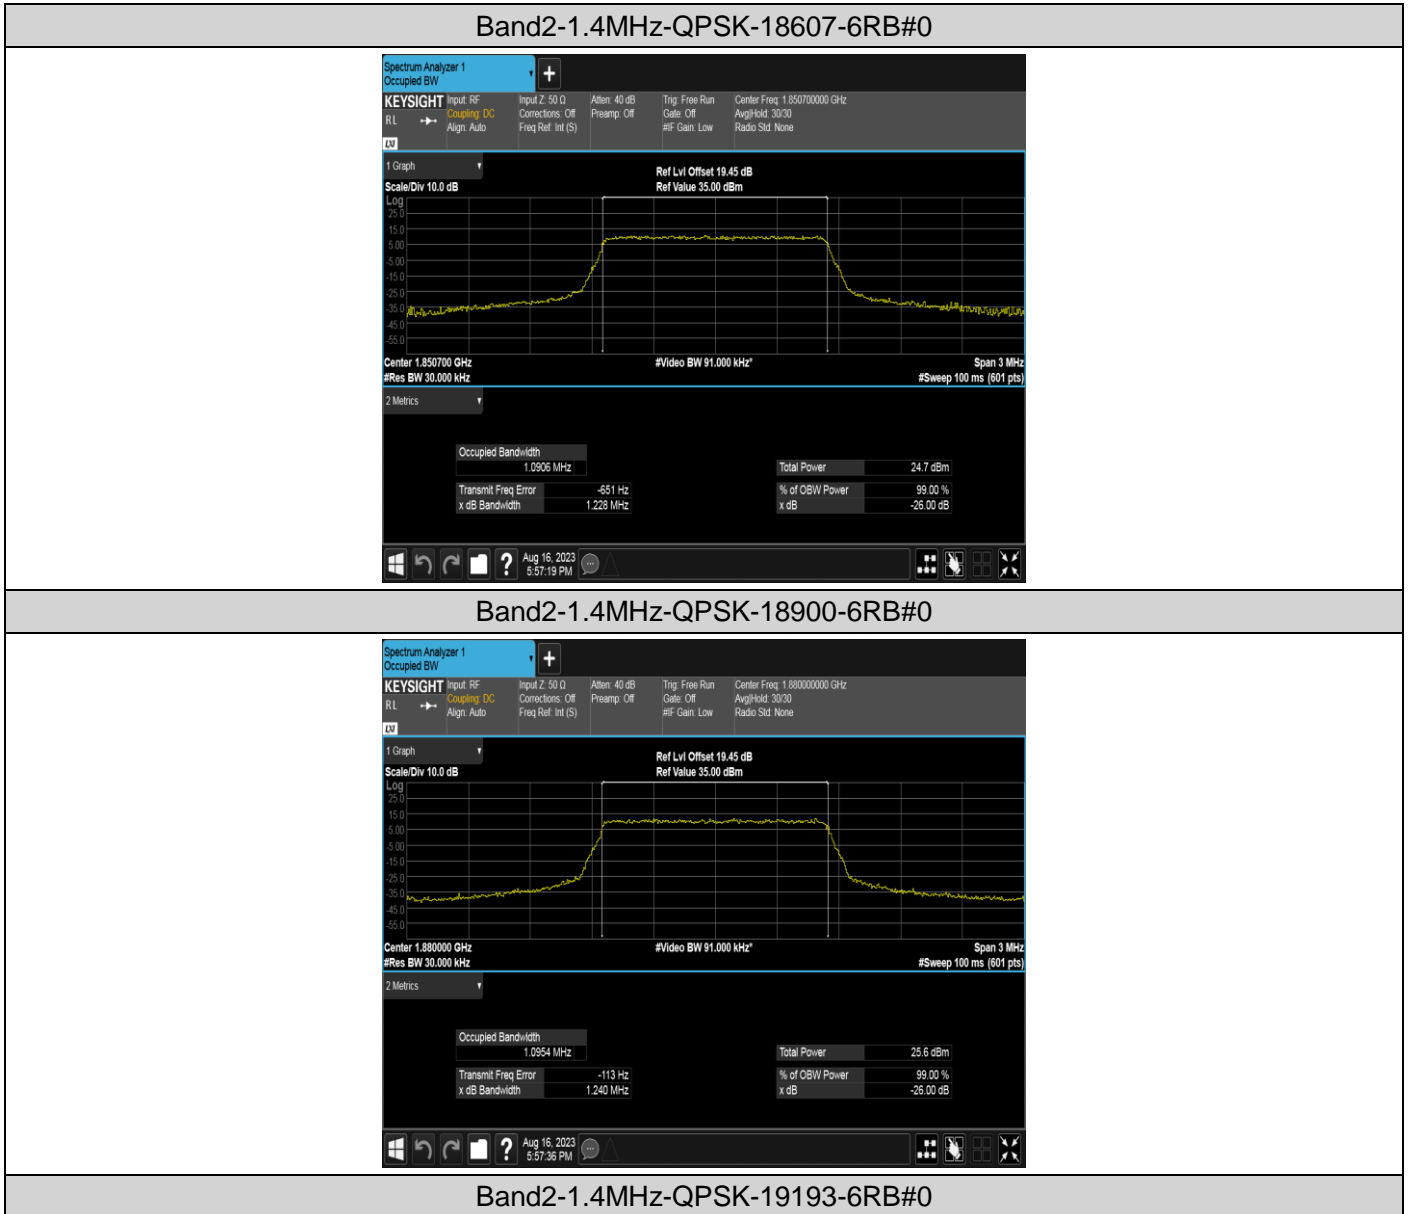 Band2-1.4MHz-QPSK-18607-6RB#0
Spectrum Analyzer 1
Occupied BW
KEYSIGHT
R L
LXI
Input: RF
Coupling: DC
Align: Auto
Input Z: 50 Ω
Corrections: Off
Freq Ref: Int (S)
Atten: 40 dB
Preamp: Off
Trig: Free Run
Gate: Off
#IF Gain: Low
Center Freq: 1.850700000 GHz
Avg|Hold: 30/30
Radio Std: None
1 Graph
Scale/Div 10.0 dB
Ref Lvl Offset 19.45 dB
Ref Value 35.00 dBm
Log
25.0
15.0
5.00
-5.00
-15.0
-25.0
-35.0
-45.0
-55.0
Center 1.850700 GHz
#Video BW 91.000 kHz*
Span 3 MHz
#Res BW 30.000 kHz
#Sweep 100 ms (601 pts)
2 Metrics
Occupied Bandwidth
1.0906 MHz
Total Power 24.7 dBm
Transmit Freq Error -651 Hz
% of OBW Power 99.00 %
x dB Bandwidth 1.228 MHz
x dB -26.00 dB
?
Aug 16, 2023
5:57:19 PM
Band2-1.4MHz-QPSK-18900-6RB#0
Spectrum Analyzer 1
Occupied BW
KEYSIGHT
R L
LXI
Input: RF
Coupling: DC
Align: Auto
Input Z: 50 Ω
Corrections: Off
Freq Ref: Int (S)
Atten: 40 dB
Preamp: Off
Trig: Free Run
Gate: Off
#IF Gain: Low
Center Freq: 1.880000000 GHz
Avg|Hold: 30/30
Radio Std: None
1 Graph
Scale/Div 10.0 dB
Ref Lvl Offset 19.45 dB
Ref Value 35.00 dBm
Log
25.0
15.0
5.00
-5.00
-15.0
-25.0
-35.0
-45.0
-55.0
Center 1.880000 GHz
#Video BW 91.000 kHz*
Span 3 MHz
#Res BW 30.000 kHz
#Sweep 100 ms (601 pts)
2 Metrics
Occupied Bandwidth
1.0954 MHz
Total Power 25.6 dBm
Transmit Freq Error -113 Hz
% of OBW Power 99.00 %
x dB Bandwidth 1.240 MHz
x dB -26.00 dB
?
Aug 16, 2023
5:57:36 PM
Band2-1.4MHz-QPSK-19193-6RB#0